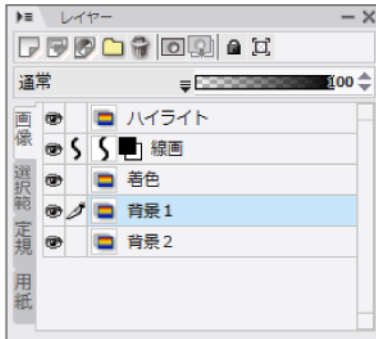 レイヤー
通常
100
画像
選択範
定規
用紙
ハイライト
線画
着色
背景1
背景2